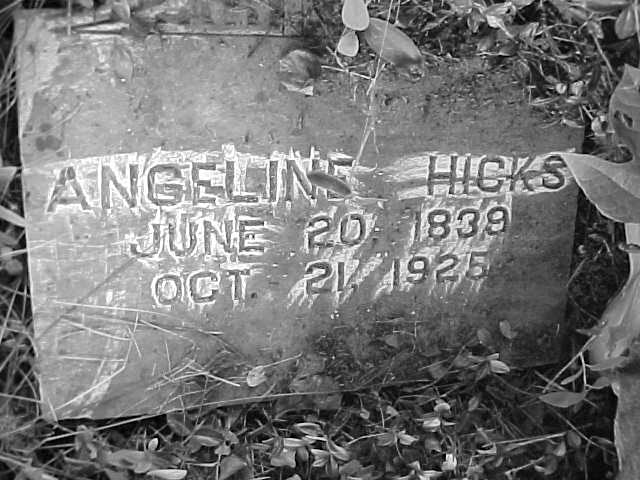 ANGELINE HICKS
JUNE 20, 1839
OCT 21, 1925